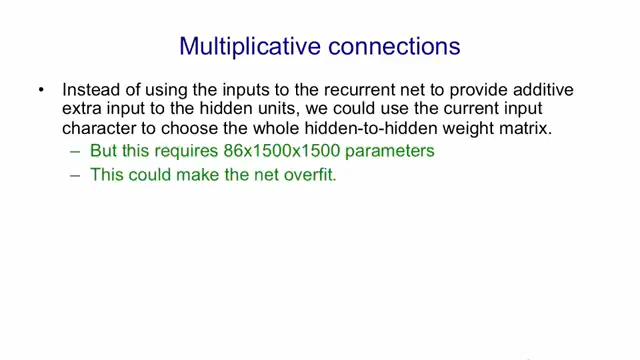 Multiplicative connections
• Instead of using the inputs to the recurrent net to provide additive
extra input to the hidden units, we could use the current input
character to choose the whole hidden-to-hidden weight matrix.
– But this requires 86x1500x1500 parameters
– This could make the net overfit.